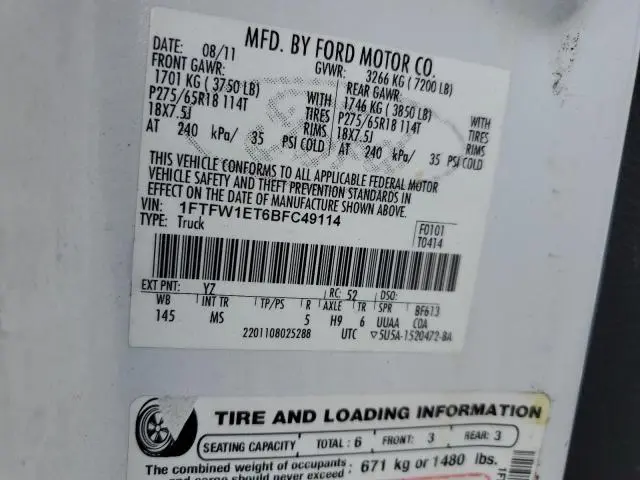 MFD. BY FORD MOTOR CO.
DATE: 08/11 GVWR: 3266 KG ( 7200 LB)
FRONT GAWR: REAR GAWR:
1701 KG ( 3750 LB) 1746 KG ( 3850 LB)
P275/65R18 114T WITH TIRES P275/65R18 114T WITH TIRES
18X7.5J RIMS 18X7.5J RIMS
AT 240 kPa/ 35 PSI COLD AT 240 kPa/ 35 PSI COLD
THIS VEHICLE CONFORMS TO ALL APPLICABLE FEDERAL MOTOR
VEHICLE SAFETY AND THEFT PREVENTION STANDARDS IN
EFFECT ON THE DATE OF MANUFACTURE SHOWN ABOVE.
VIN: 1FTFW1ET6BFC49114
TYPE: Truck
F0101
T0414
EXT PNT: YZ RC: 52 DSO:
WB INT TR TP/PS R AXLE TR SPR BF613
145 MS 5 H9 6 UUAA CDA
2201108025288 UTC ▽5U5A-1520472-BA
TIRE AND LOADING INFORMATION
SEATING CAPACITY TOTAL: 6 FRONT: 3 REAR: 3
The combined weight of occupants
671 kg or 1480 lbs.
and cargo should never exceed